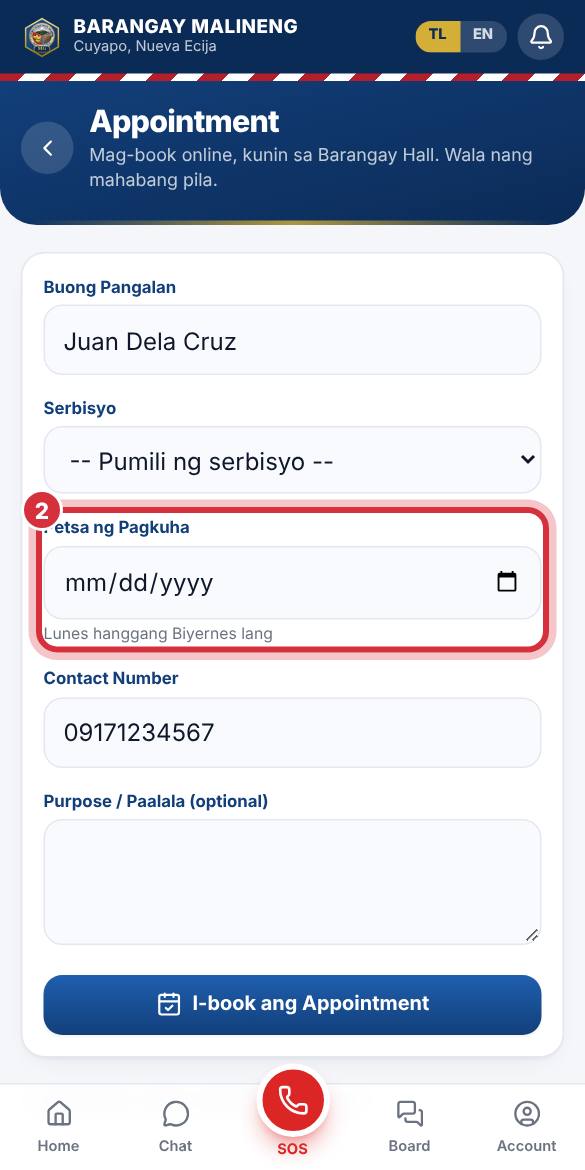 BARANGAY MALINENG
Cuyapo, Nueva Ecija
TL EN
Appointment
Mag-book online, kunin sa Barangay Hall. Wala nang
mahabang pila.
Buong Pangalan
Juan Dela Cruz
Serbisyo
-- Pumili ng serbisyo --
2
Petsa ng Pagkuha
mm/dd/yyyy
Lunes hanggang Biyernes lang
Contact Number
09171234567
Purpose / Paalala (optional)
I-book ang Appointment
Home Chat SOS Board Account